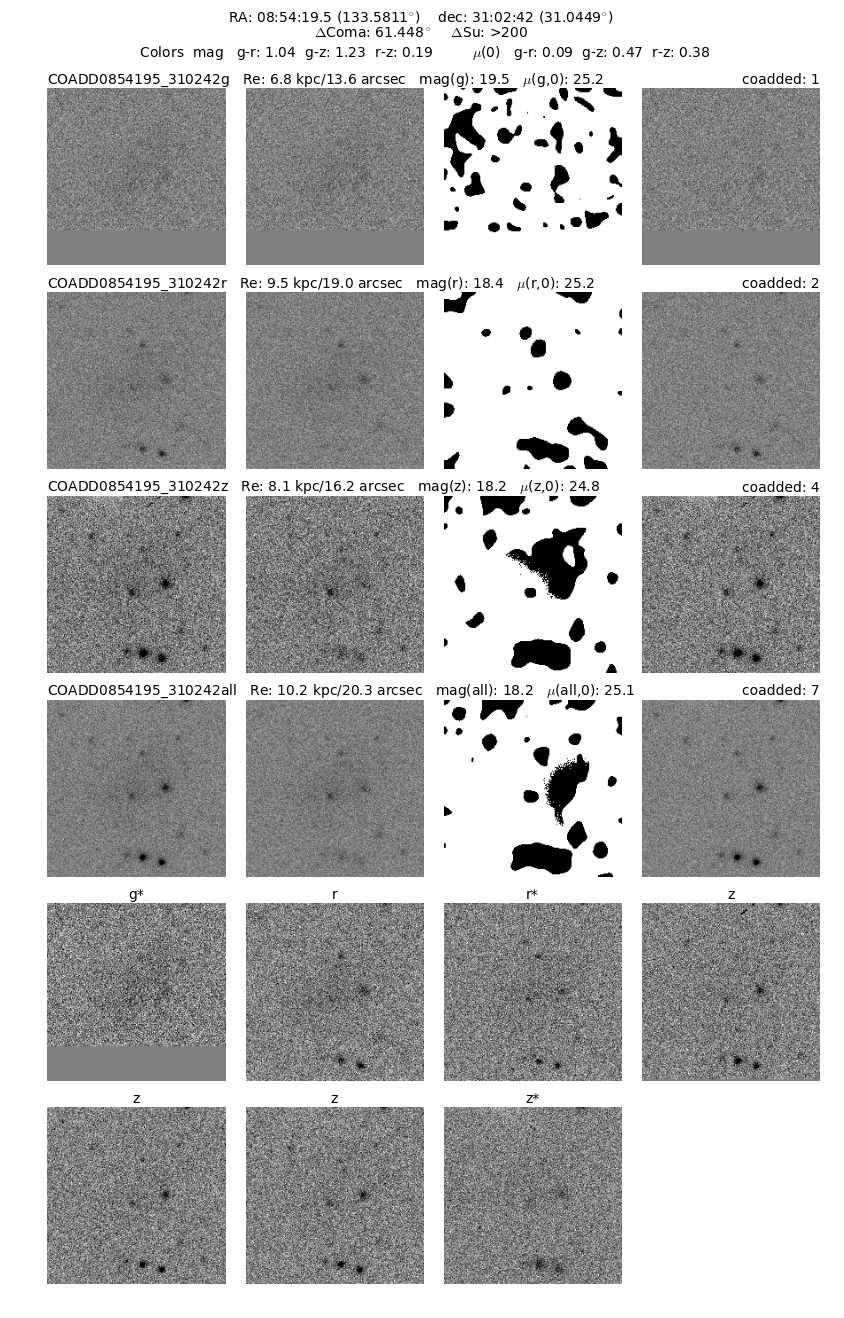 RA: 08:54:19.5 (133.5811°)    dec: 31:02:42 (31.0449°)
ΔComa: 61.448°    ΔSu: >200
Colors  mag   g-r: 1.04  g-z: 1.23  r-z: 0.19    μ(0)   g-r: 0.09  g-z: 0.47  r-z: 0.38
COADD0854195_310242g   Re: 6.8 kpc/13.6 arcsec   mag(g): 19.5   μ(g,0): 25.2   coadded: 1
COADD0854195_310242r   Re: 9.5 kpc/19.0 arcsec   mag(r): 18.4   μ(r,0): 25.2   coadded: 2
COADD0854195_310242z   Re: 8.1 kpc/16.2 arcsec   mag(z): 18.2   μ(z,0): 24.8   coadded: 4
COADD0854195_310242all   Re: 10.2 kpc/20.3 arcsec   mag(all): 18.2   μ(all,0): 25.1   coadded: 7
g*   r   r*   z
z   z   z*